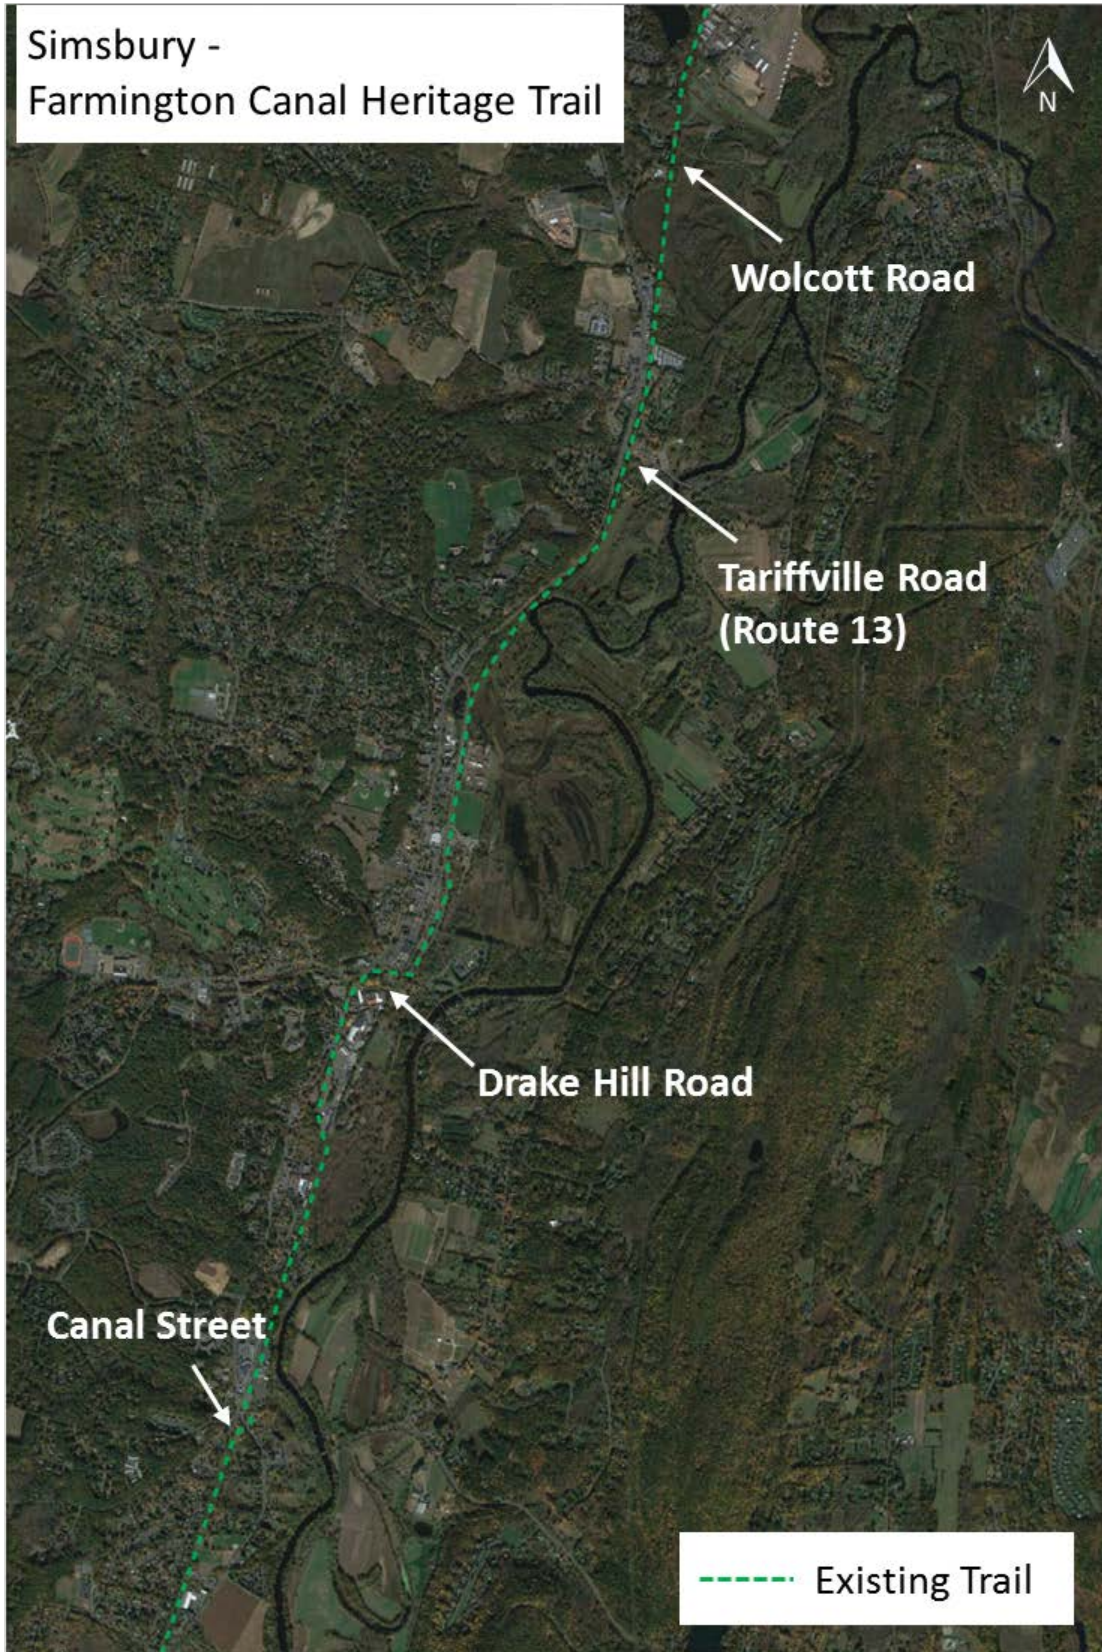 Simsbury -
Farmington Canal Heritage Trail
N
Wolcott Road
Tariffville Road
(Route 13)
Drake Hill Road
Canal Street
Existing Trail